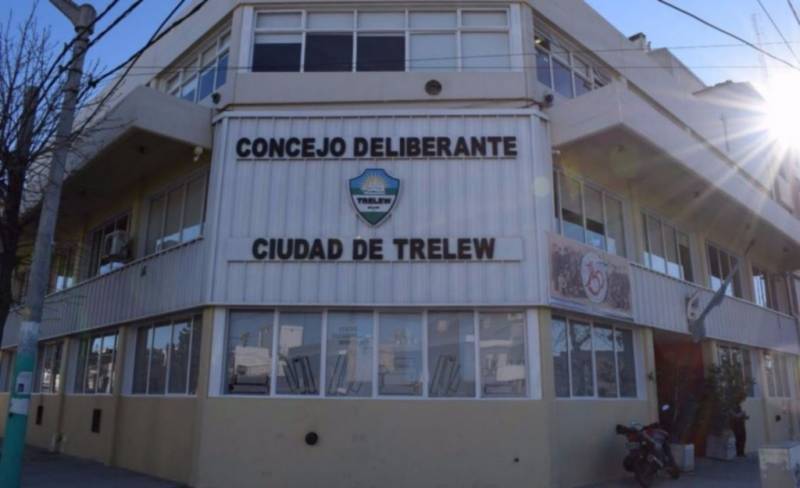 CONCEJO DELIBERANTE
TRELEW
CIUDAD DE TRELEW